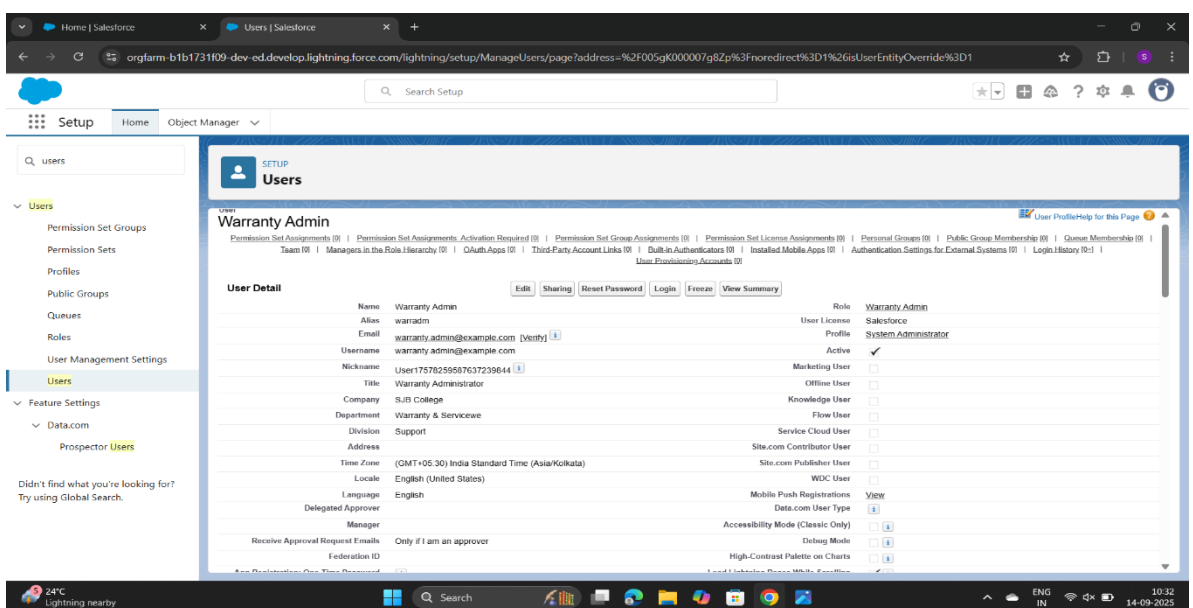 Home | Salesforce
Users | Salesforce
orgfarm-b1b1731f09-dev-ed.develop.lightning.force.com/lightning/setup/ManageUsers/page?address=%2F005gK000007g8Zp%3Fnoredirect%3D1%26isUserEntityOverride%3D1
S
Search Setup
Setup
Home
Object Manager
users
SETUP
Users
Users
Permission Set Groups
Permission Sets
Profiles
Public Groups
Queues
Roles
User Management Settings
Users
Feature Settings
Data.com
Prospector Users
Didn't find what you're looking for?
Try using Global Search.
User
Warranty Admin
User Profile Help for this Page
Permission Set Assignments [0] | Permission Set Assignments: Activation Required [0] | Permission Set Group Assignments [0] | Permission Set License Assignments [0] | Personal Groups [0] | Public Group Membership [0] | Queue Membership [0] |
Team [0] | Managers in the Role Hierarchy [0] | OAuth Apps [0] | Third-Party Account Links [0] | Built-in Authenticators [0] | Installed Mobile Apps [0] | Authentication Settings for External Systems [0] | Login History [0+] |
User Provisioning Accounts [0]
User Detail
Edit Sharing Reset Password Login Freeze View Summary
Name Warranty Admin Role Warranty Admin
Alias warradm User License Salesforce
Email warranty.admin@example.com [Verify] Profile System Administrator
Username warranty.admin@example.com Active
Nickname User17578259587637239844 Marketing User
Title Warranty Administrator Offline User
Company SJB College Knowledge User
Department Warranty & Servicewe Flow User
Division Support Service Cloud User
Address Site.com Contributor User
Time Zone (GMT+05:30) India Standard Time (Asia/Kolkata) Site.com Publisher User
Locale English (United States) WDC User
Language English Mobile Push Registrations View
Delegated Approver Data.com User Type
Manager Accessibility Mode (Classic Only)
Receive Approval Request Emails Only if I am an approver Debug Mode
Federation ID High-Contrast Palette on Charts
App Registration: One-Time Password Load Lightning Pages While Scrolling
5
24°C
Lightning nearby
Search
ENG
IN
10:32
14-09-2025